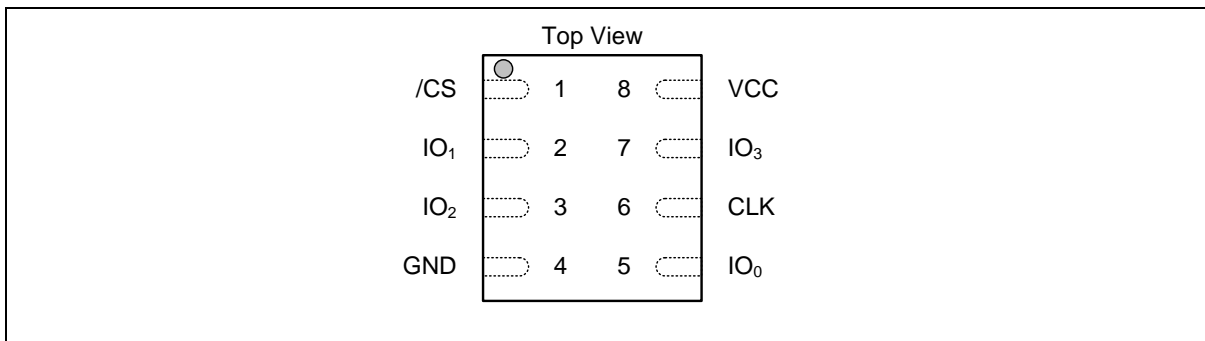 Top View
/CS 1 8 VCC
IO₁ 2 7 IO₃
IO₂ 3 6 CLK
GND 4 5 IO₀